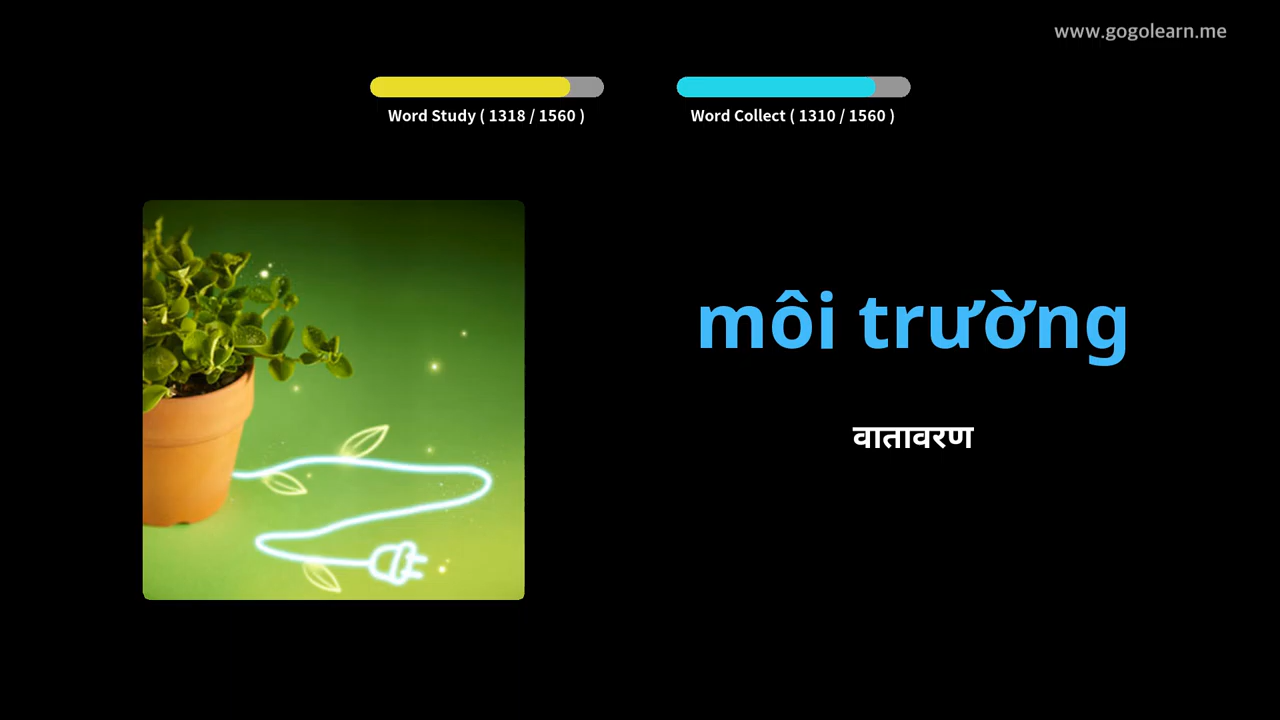 www.gogolearn.me
Word Study ( 1318 / 1560 )
Word Collect ( 1310 / 1560 )
môi trường
वातावरण